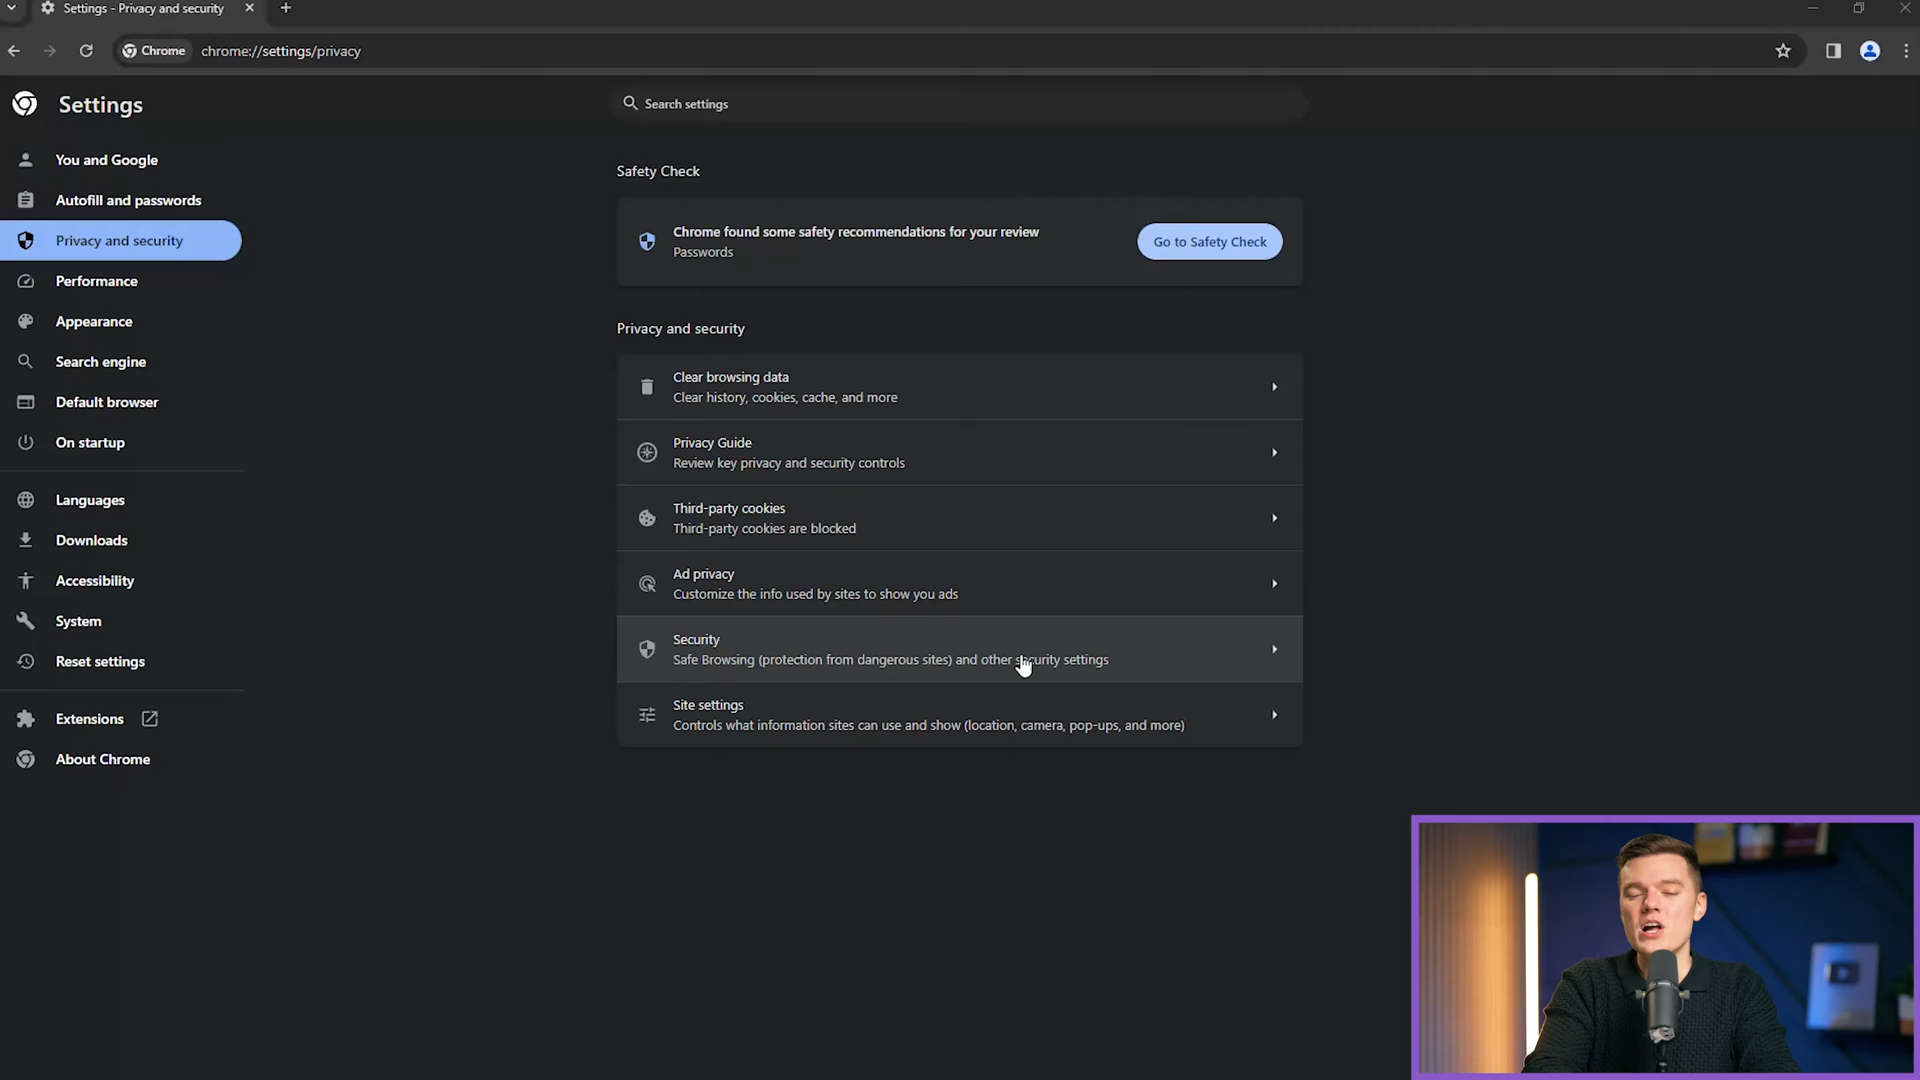 Settings - Privacy and security
Chrome
chrome://settings/privacy
Settings
Search settings
You and Google
Autofill and passwords
Privacy and security
Performance
Appearance
Search engine
Default browser
On startup
Languages
Downloads
Accessibility
System
Reset settings
Extensions
About Chrome
Safety Check
Chrome found some safety recommendations for your review
Passwords
Go to Safety Check
Privacy and security
Clear browsing data
Clear history, cookies, cache, and more
Privacy Guide
Review key privacy and security controls
Third-party cookies
Third-party cookies are blocked
Ad privacy
Customize the info used by sites to show you ads
Security
Safe Browsing (protection from dangerous sites) and other security settings
Site settings
Controls what information sites can use and show (location, camera, pop-ups, and more)